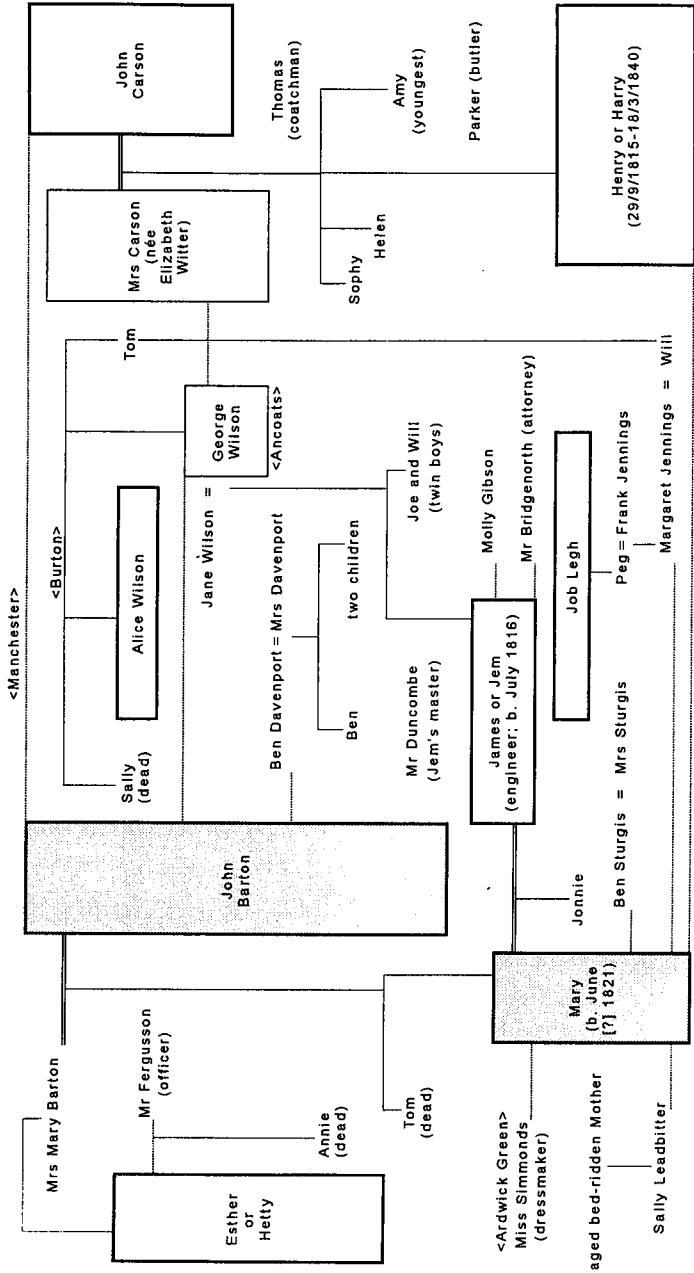 <Manchester>
Mrs Mary Barton
Esther
or
Hetty
Mr Fergusson
(officer)
Annie
(dead)
Tom
(dead)
<Ardwick Green>
Miss Simmonds
(dressmaker)
aged bed-ridden Mother
Sally Leadbitter
John
Barton
Mary
(b. June
[?] 1821)
Jonnie
<Burton>
Sally
(dead)
Alice Wilson
Tom
George
Wilson
<Ancoats>
Jane Wilson =
Ben Davenport = Mrs Davenport
Ben
two children
Joe and Will
(twin boys)
Mr Duncombe
(Jem's master)
James or Jem
(engineer; b. July 1816)
Molly Gibson
Mr Bridgenorth (attorney)
Job Legh
Peg = Frank Jennings
Ben Sturgis = Mrs Sturgis
Margaret Jennings = Will
John
Carson
Mrs Carson
(née
Elizabeth
Witter)
Thomas
(coatchman)
Sophy
Helen
Amy
(youngest)
Parker (butler)
Henry or Harry
(29/9/1815-18/3/1840)